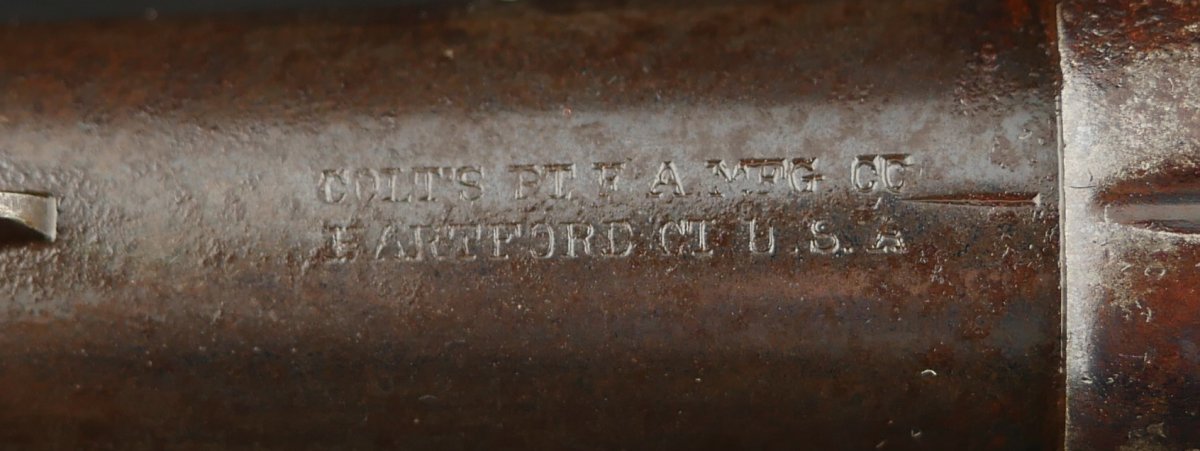 COLT'S PT. F. A. MFG CO
HARTFORD CT. U.S.A